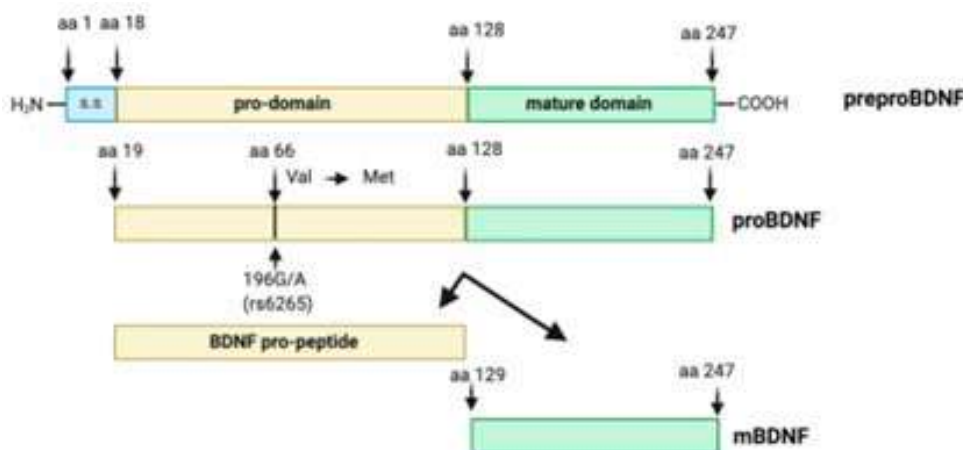 aa 1 aa 18 aa 128 aa 247
H₂N s.s pro-domain mature domain COOH preproBDNF
aa 19 aa 66 aa 128 aa 247
Val Met
proBDNF
196G/A
(rs6265)
BDNF pro-peptide
aa 129 aa 247
mBDNF